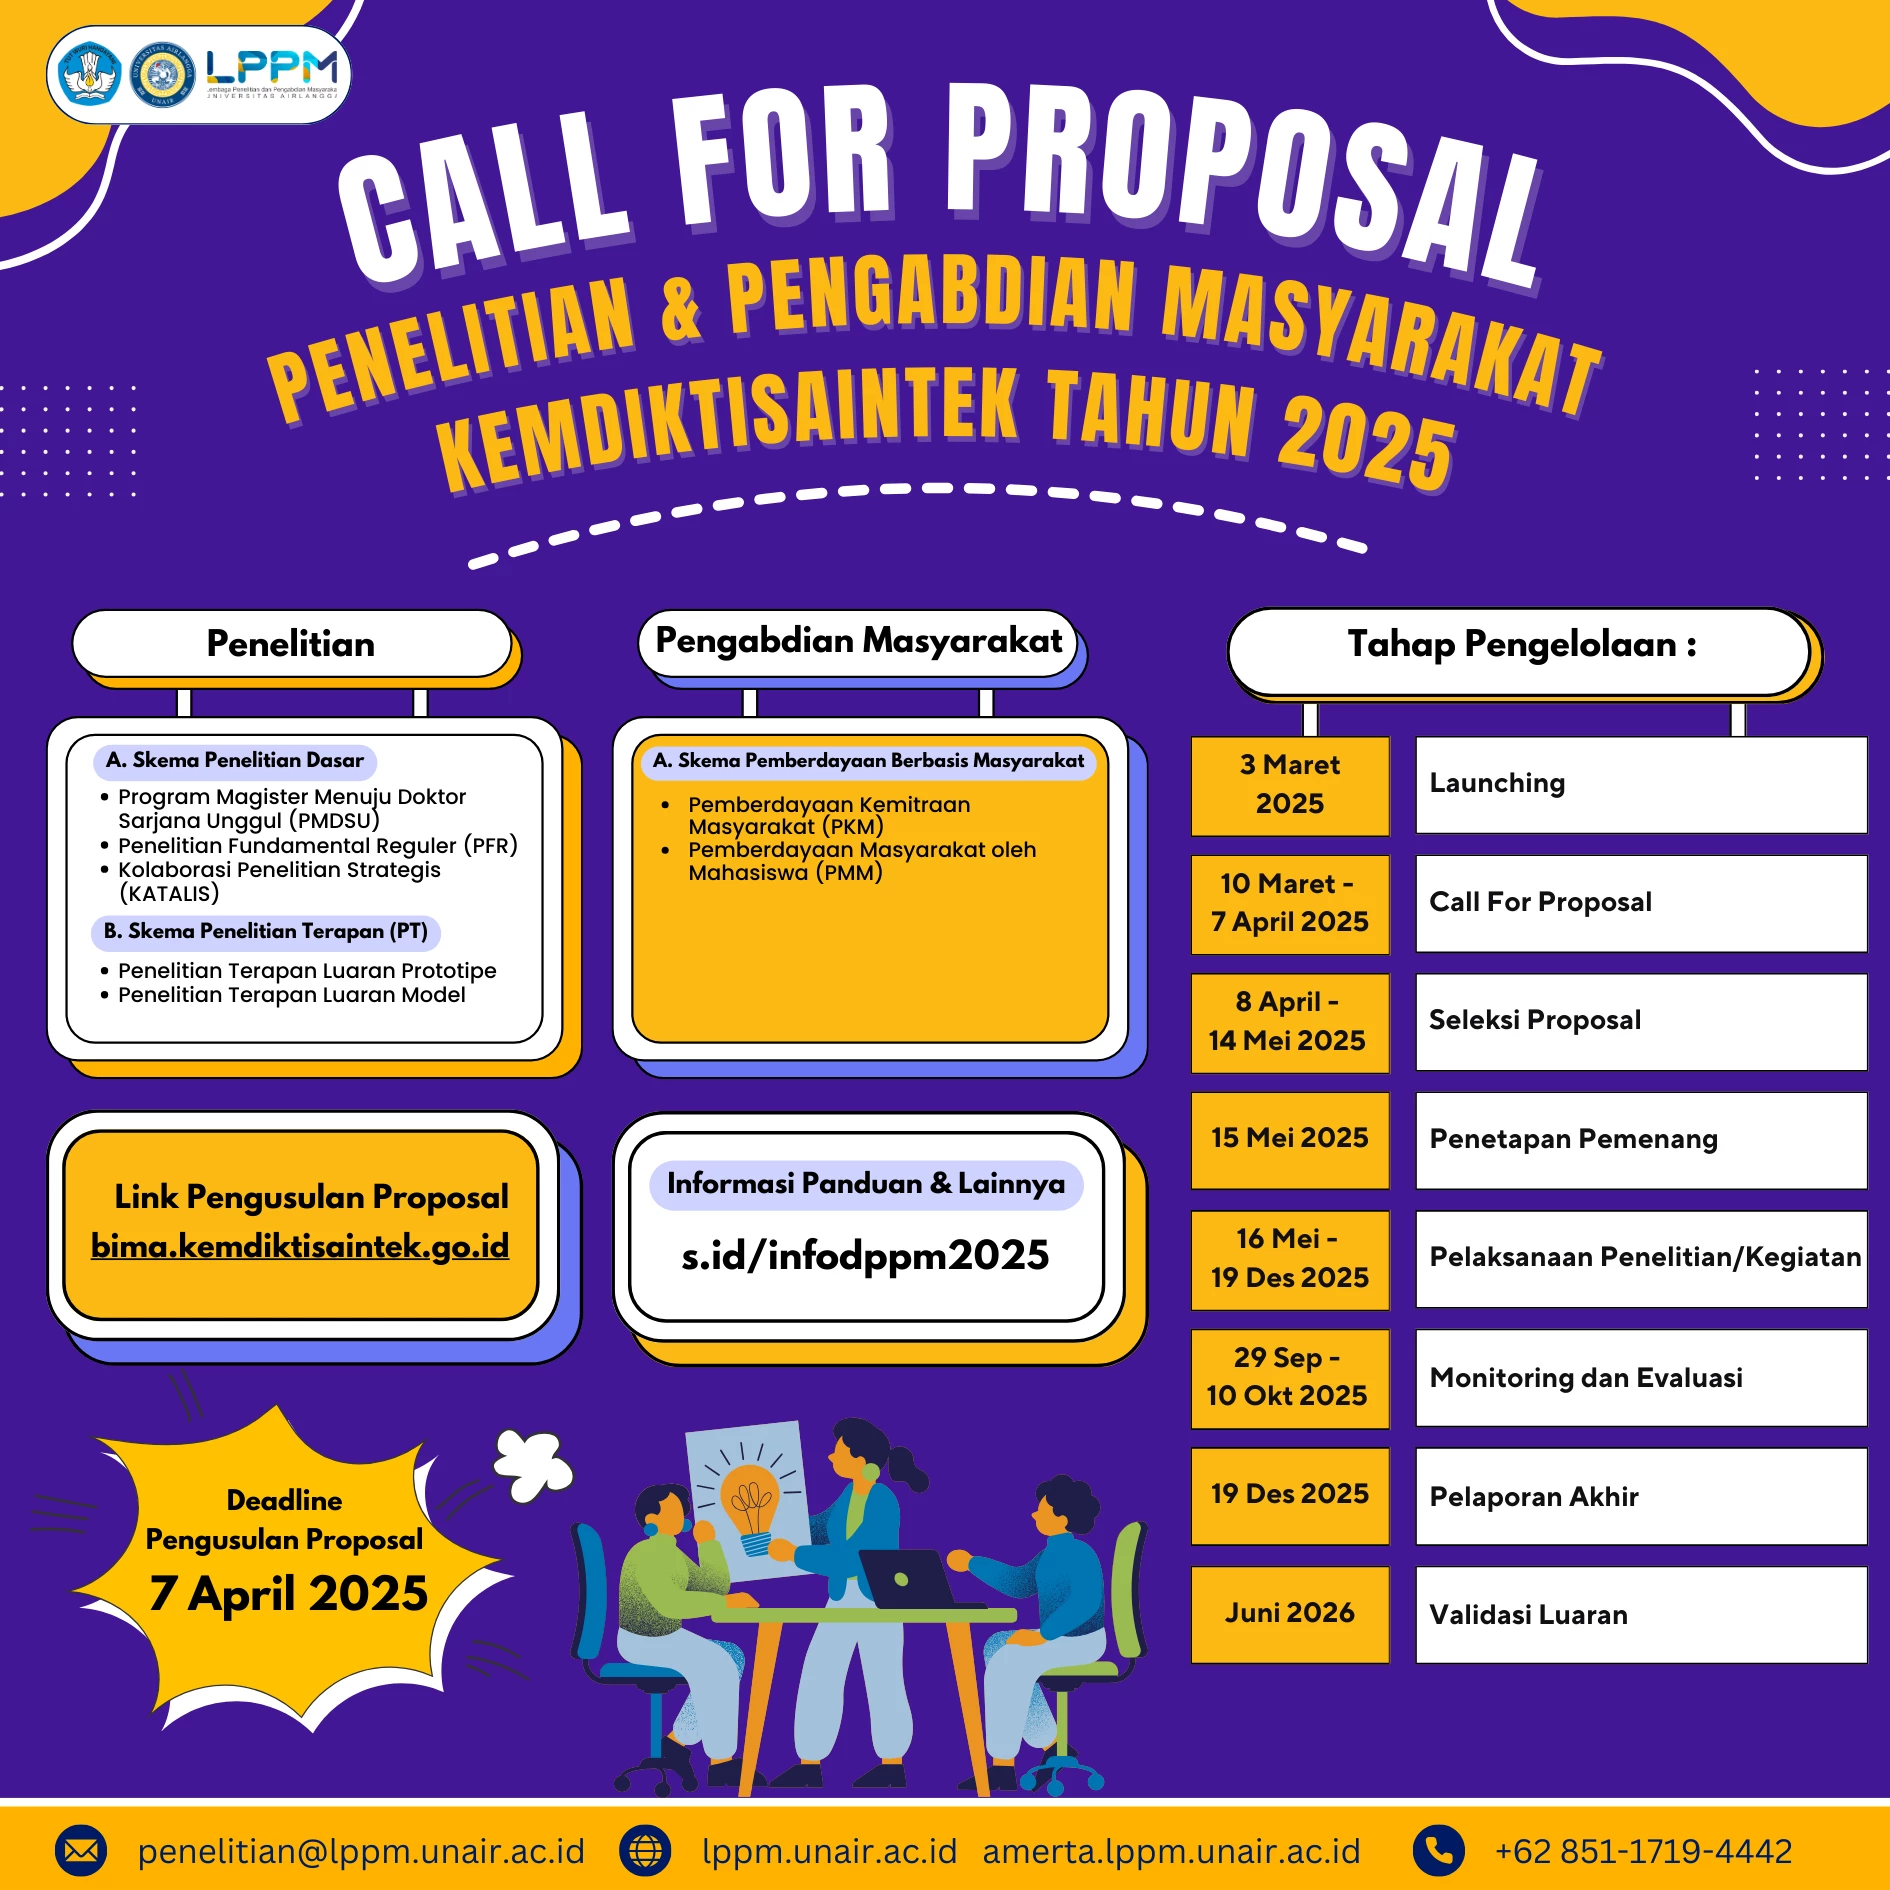 LPPM
Lembaga Penelitian dan Pengabdian Masyarakat
UNIVERSITAS AIRLANGGA
CALL FOR PROPOSAL
PENELITIAN & PENGABDIAN MASYARAKAT
KEMDIKTISAINTEK TAHUN 2025
Penelitian
A. Skema Penelitian Dasar
• Program Magister Menuju Doktor
Sarjana Unggul (PMDSU)
• Penelitian Fundamental Reguler (PFR)
• Kolaborasi Penelitian Strategis
(KATALIS)
B. Skema Penelitian Terapan (PT)
• Penelitian Terapan Luaran Prototipe
• Penelitian Terapan Luaran Model
Pengabdian Masyarakat
A. Skema Pemberdayaan Berbasis Masyarakat
• Pemberdayaan Kemitraan
Masyarakat (PKM)
• Pemberdayaan Masyarakat oleh
Mahasiswa (PMM)
Link Pengusulan Proposal
bima.kemdiktisaintek.go.id
Informasi Panduan & Lainnya
s.id/infodppm2025
Deadline
Pengusulan Proposal
7 April 2025
Tahap Pengelolaan :
3 Maret
2025
Launching
10 Maret -
7 April 2025
Call For Proposal
8 April -
14 Mei 2025
Seleksi Proposal
15 Mei 2025
Penetapan Pemenang
16 Mei -
19 Des 2025
Pelaksanaan Penelitian/Kegiatan
29 Sep -
10 Okt 2025
Monitoring dan Evaluasi
19 Des 2025
Pelaporan Akhir
Juni 2026
Validasi Luaran
penelitian@lppm.unair.ac.id
lppm.unair.ac.id amerta.lppm.unair.ac.id
+62 851-1719-4442